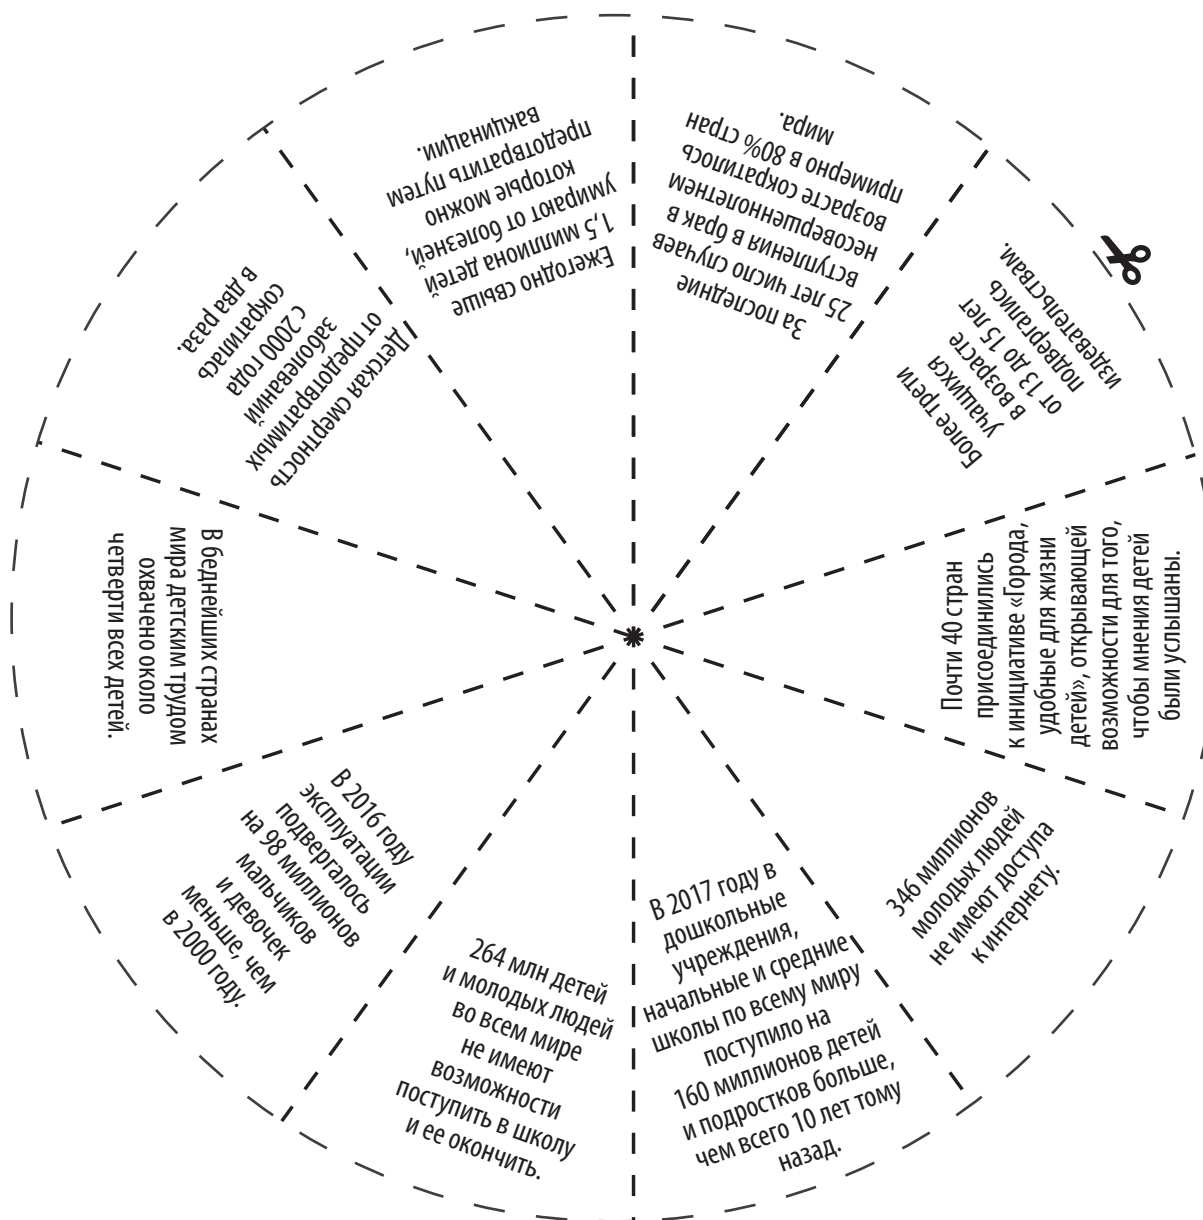 За последние
25 лет число случаев
вступления в брак в
несовершеннолетнем
возрасте сократилось
примерно в 80% стран
мира.
Более трети
учащихся
в возрасте
от 13 до 15 лет
подвергались
издевательствам.
Почти 40 стран
присоединились
к инициативе «Города,
удобные для жизни
детей», открывающей
возможности для того,
чтобы мнения детей
были услышаны.
346 миллионов
молодых людей
не имеют доступа
к интернету.
В 2017 году в
дошкольные
учреждения,
начальные и средние
школы по всему миру
поступило на
160 миллионов детей
и подростков больше,
чем всего 10 лет тому
назад.
264 млн детей
и молодых людей
во всем мире
не имеют
возможности
поступить в школу
и ее окончить.
В 2016 году
эксплуатации
подвергалось
на 98 миллионов
мальчиков
и девочек
меньше, чем
в 2000 году.
В беднейших странах
мира детским трудом
охвачено около
четверти всех детей.
Детская смертность
от предотвратимых
заболеваний
с 2000 года
сократилась
в два раза.
Ежегодно свыше
1,5 миллиона детей
умирают от болезней,
которые можно
предотвратить путем
вакцинации.